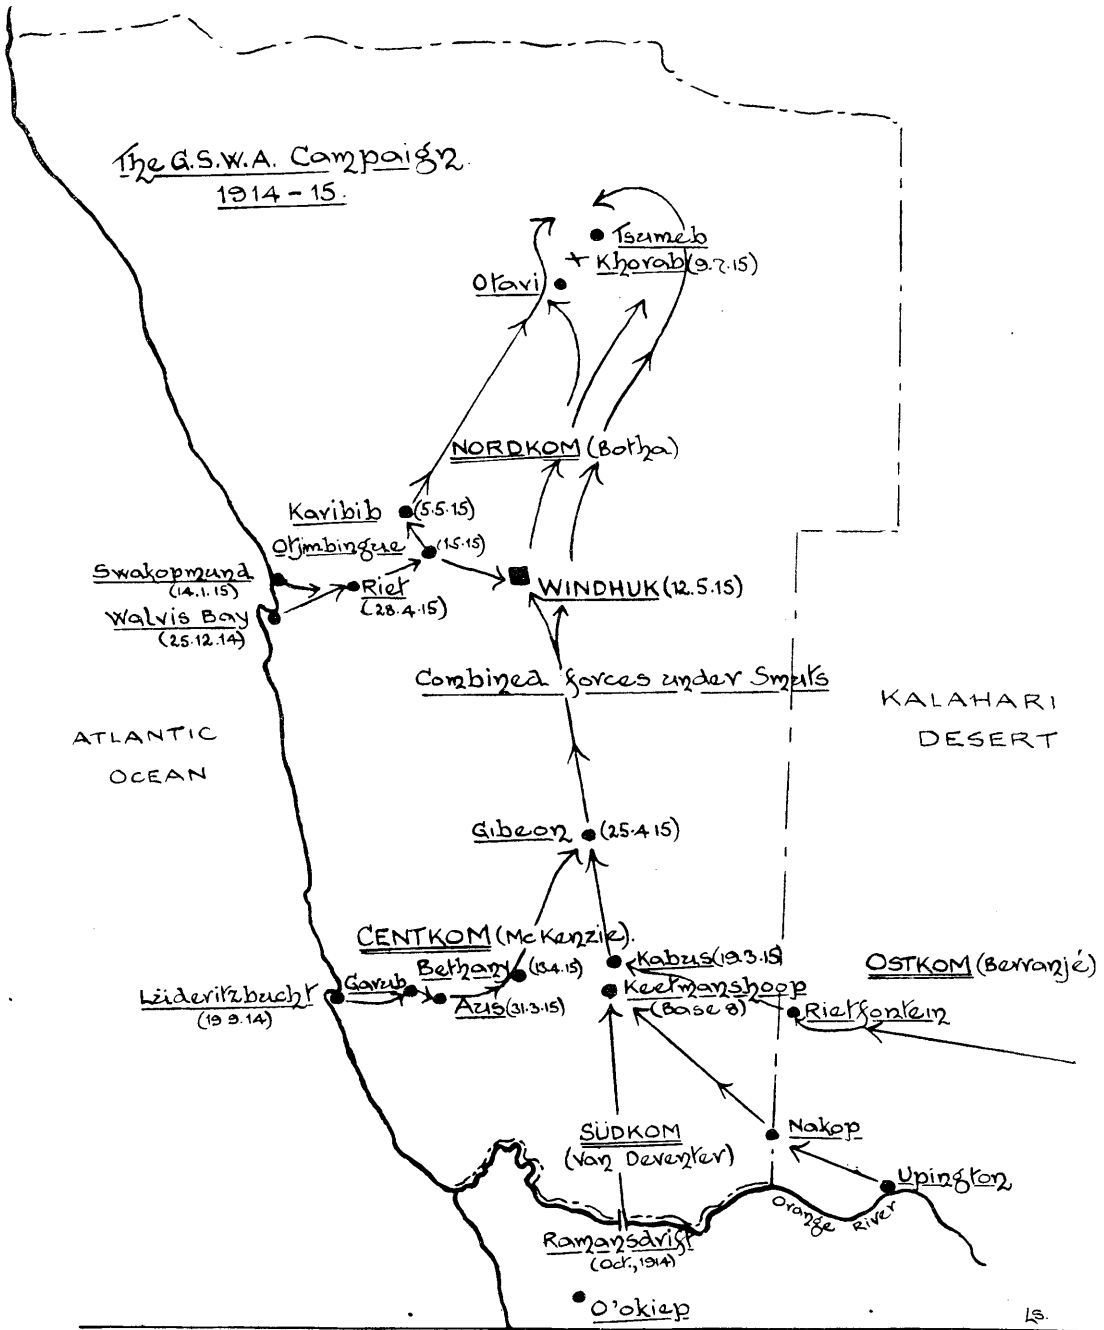 The G.S.W.A. Campaign
1914-15.
Tsumeb
Khorab (9.7.15)
Otavi
NORDKOM (Botha)
Karibib (5.5.15)
Otjimbingue (1.5.15)
Swakopmund
(14.1.15)
Riet
(28.4.15)
WINDHUK (12.5.15)
Walvis Bay
(25.12.14)
Combined forces under Smuts
KALAHARI
DESERT
ATLANTIC
OCEAN
Gibeon (25.4.15)
CENTKOM (McKenzie).
Kabus (19.3.15)
OSTKOM (Berranjé)
Bethany (13.4.15)
Garub
Lüderitzbucht
(19.9.14)
Aus (31.3.15)
Keetmanshoop
(Base 8)
Rietfontein
SÜDKOM
(Van Deventer)
Nakop
Upington
Orange River
Ramansdrift
(Oct., 1914)
O'okiep
LS.